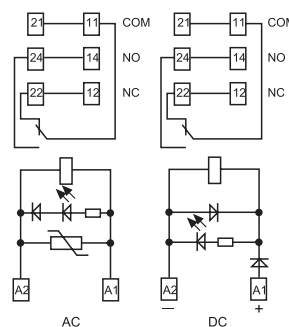 21 11 COM 21 11 COM
24 14 NO 24 14 NO
22 12 NC 22 12 NC
A2 A1 A2 A1
— +
AC DC